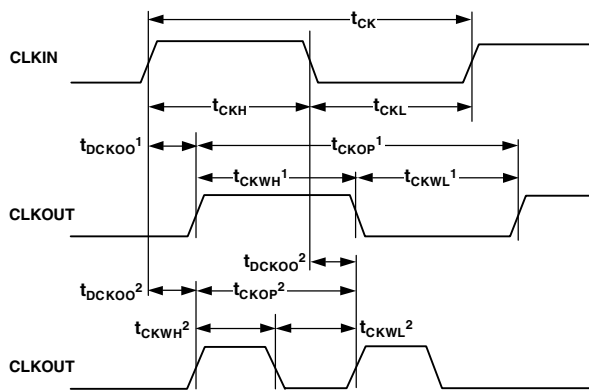 tCK
CLKIN
tCKH
tCKL
tDCKOO1
tCKOP1
tCKWH1
tCKWL1
CLKOUT
tDCKOO2
tDCKOO2
tCKOP2
tCKWH2
tCKWL2
CLKOUT